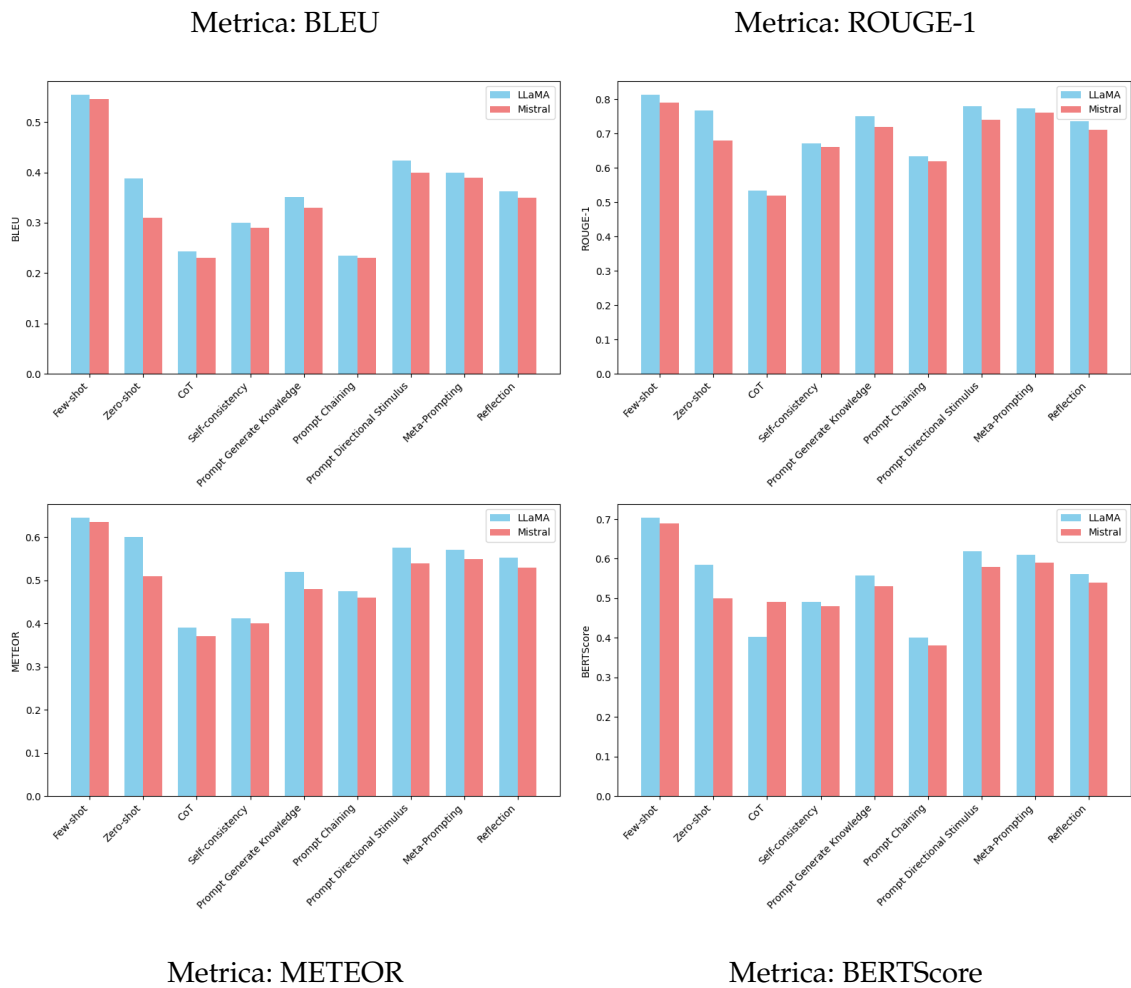 Metrica: BLEU
Metrica: ROUGE-1
LLaMA
Mistral
BLEU
0.5
0.4
0.3
0.2
0.1
0.0
Few-shot
Zero-shot
CoT
Self-consistency
Prompt Generate Knowledge
Prompt Chaining
Prompt Directional Stimulus
Meta-Prompting
Reflection
LLaMA
Mistral
ROUGE-1
0.8
0.7
0.6
0.5
0.4
0.3
0.2
0.1
0.0
Few-shot
Zero-shot
CoT
Self-consistency
Prompt Generate Knowledge
Prompt Chaining
Prompt Directional Stimulus
Meta-Prompting
Reflection
LLaMA
Mistral
METEOR
0.6
0.5
0.4
0.3
0.2
0.1
0.0
Few-shot
Zero-shot
CoT
Self-consistency
Prompt Generate Knowledge
Prompt Chaining
Prompt Directional Stimulus
Meta-Prompting
Reflection
LLaMA
Mistral
BERTScore
0.7
0.6
0.5
0.4
0.3
0.2
0.1
0.0
Few-shot
Zero-shot
CoT
Self-consistency
Prompt Generate Knowledge
Prompt Chaining
Prompt Directional Stimulus
Meta-Prompting
Reflection
Metrica: METEOR
Metrica: BERTScore